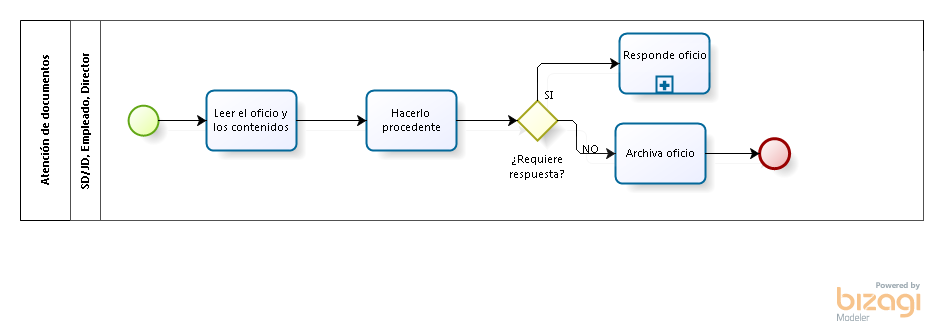 Atención de documentos
SD/JD, Empleado, Director
Leer el oficio y
los contenidos
Hacerlo
procedente
¿Requiere
respuesta?
SI
Responde oficio
NO
Archiva oficio
Powered by
bizagi
Modeler